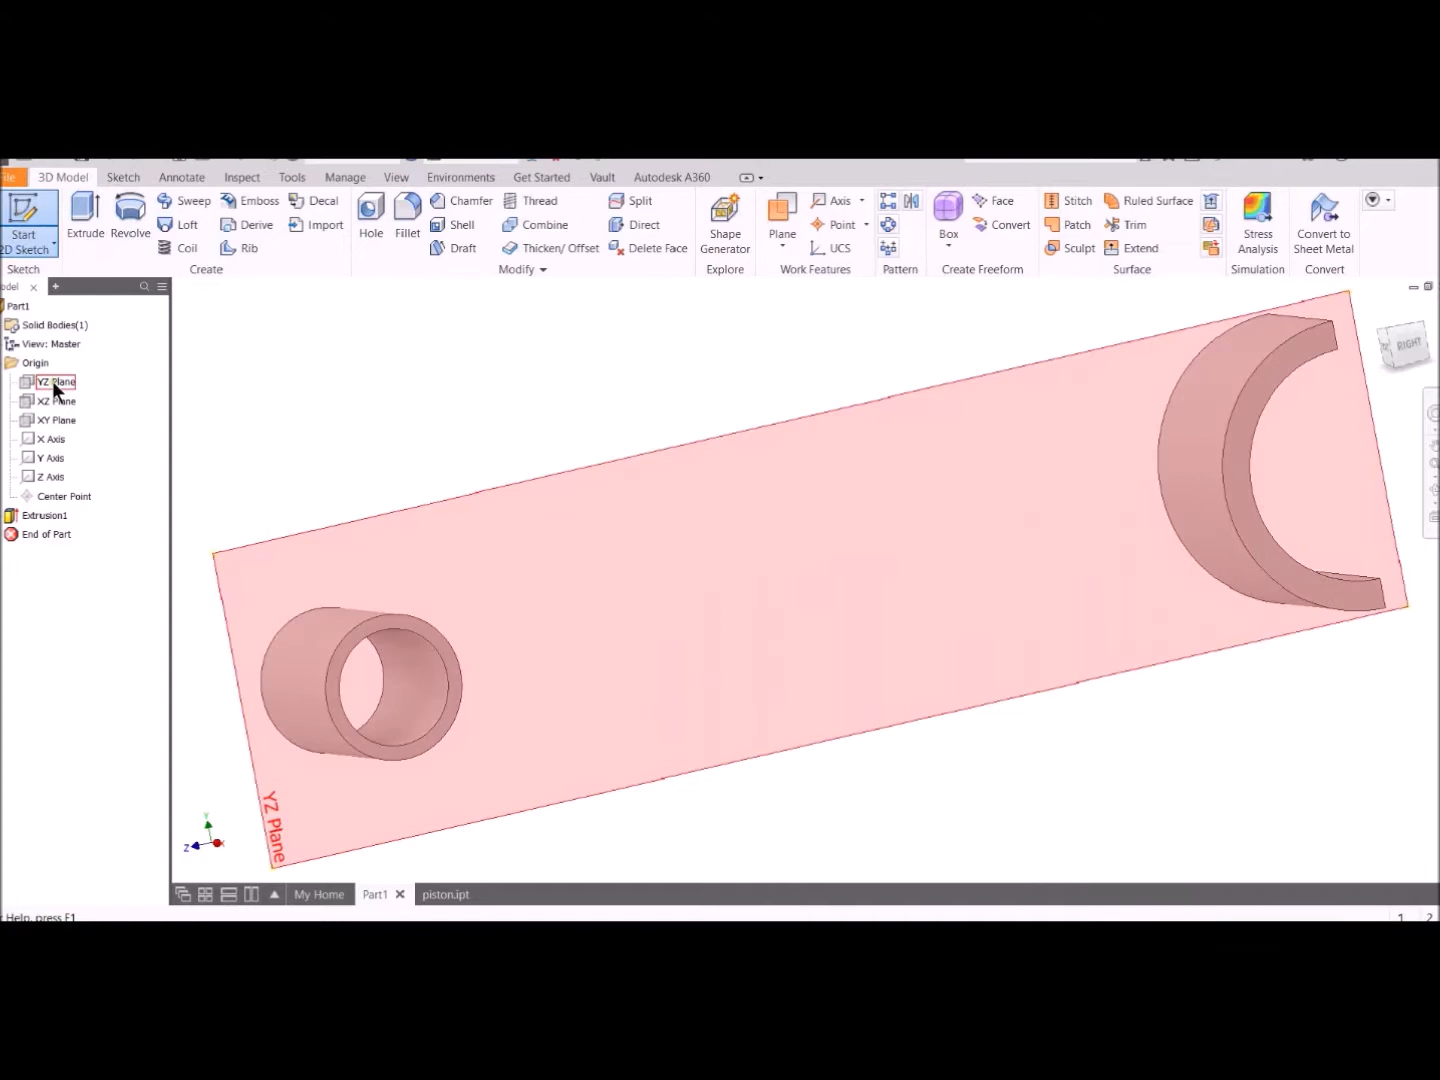 File 3D Model Sketch Annotate Inspect Tools Manage View Environments Get Started Vault Autodesk A360
Start
2D Sketch
Extrude
Revolve
Sweep
Loft
Coil
Emboss
Derive
Rib
Decal
Import
Hole
Fillet
Chamfer
Shell
Draft
Thread
Combine
Thicken/ Offset
Split
Direct
Delete Face
Shape
Generator
Plane
Axis
Point
UCS
Box
Face
Convert
Stitch
Patch
Sculpt
Ruled Surface
Trim
Extend
Stress
Analysis
Convert to
Sheet Metal
Sketch Create Modify Explore Work Features Pattern Create Freeform Surface Simulation Convert
odel
Part1
Solid Bodies(1)
View: Master
Origin
YZ Plane
XZ Plane
XY Plane
X Axis
Y Axis
Z Axis
Center Point
Extrusion1
End of Part
RIGHT
YZ Plane
Y
Z
X
My Home Part1 piston.ipt
Help, press F1
1 2